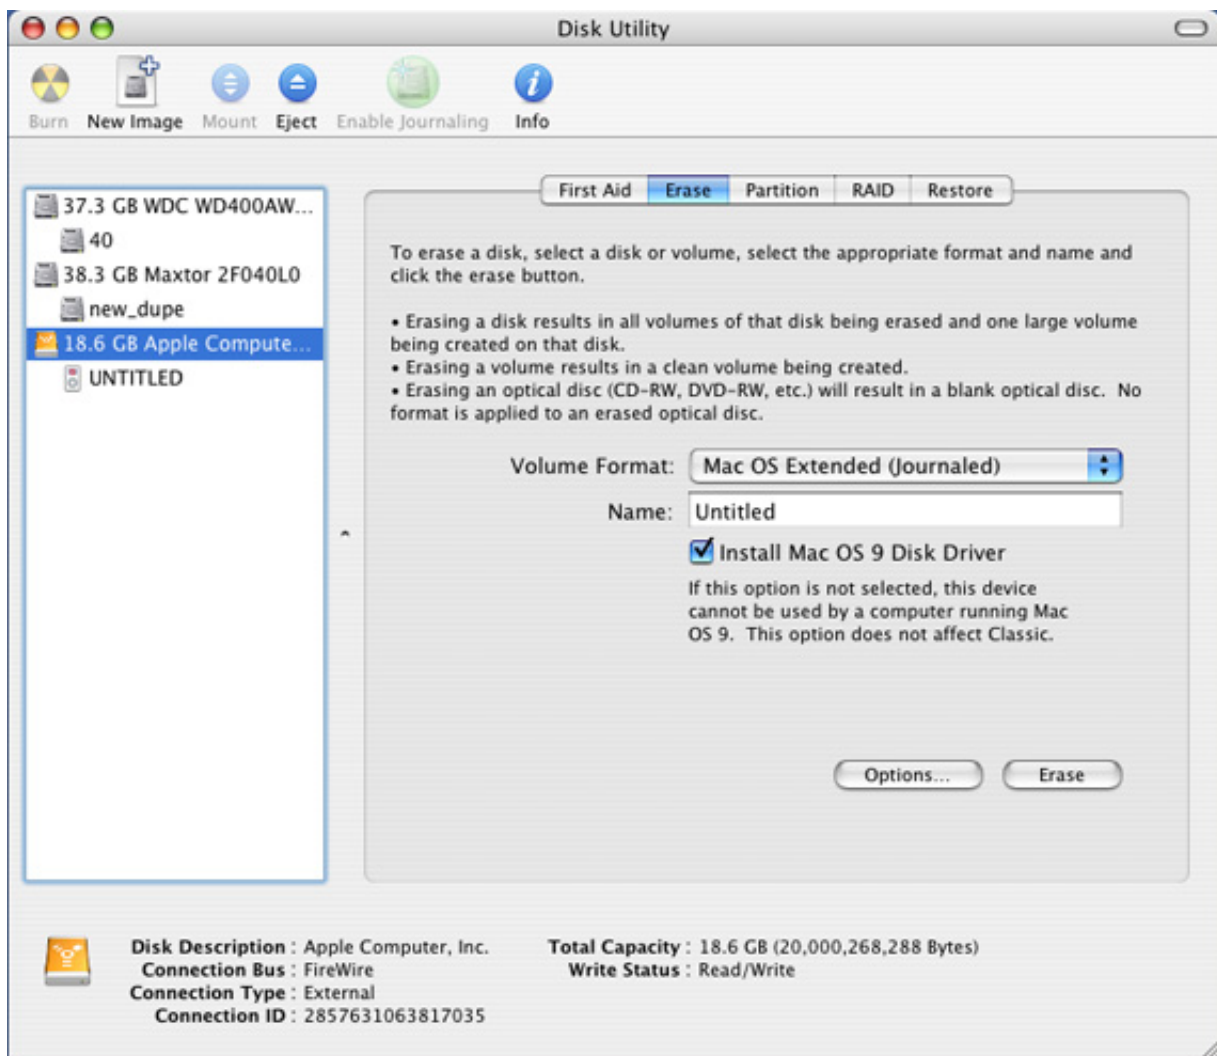 Disk Utility
Burn New Image Mount Eject Enable Journaling Info
First Aid Erase Partition RAID Restore
37.3 GB WDC WD400AW...
40
38.3 GB Maxtor 2F040L0
new_dupe
18.6 GB Apple Compute...
UNTITLED
To erase a disk, select a disk or volume, select the appropriate format and name and
click the erase button.
• Erasing a disk results in all volumes of that disk being erased and one large volume
being created on that disk.
• Erasing a volume results in a clean volume being created.
• Erasing an optical disc (CD-RW, DVD-RW, etc.) will result in a blank optical disc. No
format is applied to an erased optical disc.
Volume Format: Mac OS Extended (Journaled)
Name: Untitled
Install Mac OS 9 Disk Driver
If this option is not selected, this device
cannot be used by a computer running Mac
OS 9. This option does not affect Classic.
Options... Erase
Disk Description : Apple Computer, Inc.
Connection Bus : FireWire
Connection Type : External
Connection ID : 2857631063817035
Total Capacity : 18.6 GB (20,000,268,288 Bytes)
Write Status : Read/Write